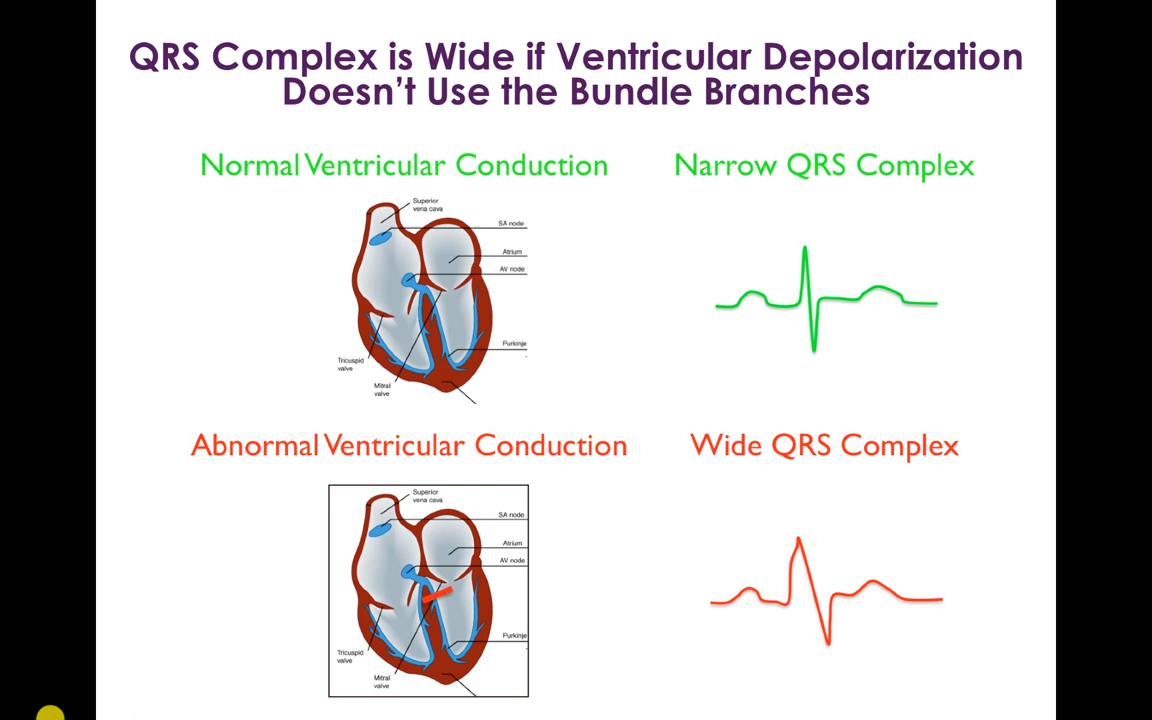 QRS Complex is Wide if Ventricular Depolarization
Doesn't Use the Bundle Branches
Normal Ventricular Conduction
Narrow QRS Complex
Superior
vena cava
SA node
Atrium
AV node
Purkinje
Tricuspid
valve
Mitral
valve
Abnormal Ventricular Conduction
Wide QRS Complex
Superior
vena cava
SA node
Atrium
AV node
Purkinje
Tricuspid
valve
Mitral
valve